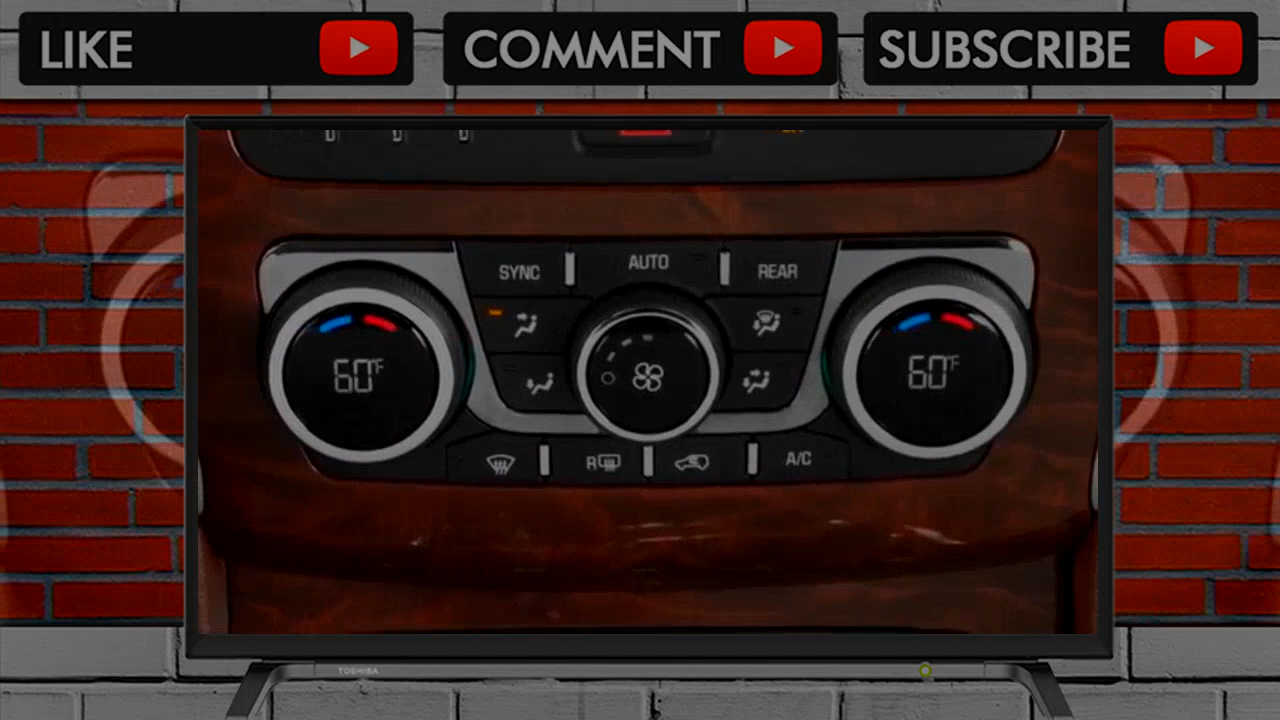 LIKE
COMMENT
SUBSCRIBE
SYNC
AUTO
REAR
60°F
60°F
R
A/C
TOSHIBA